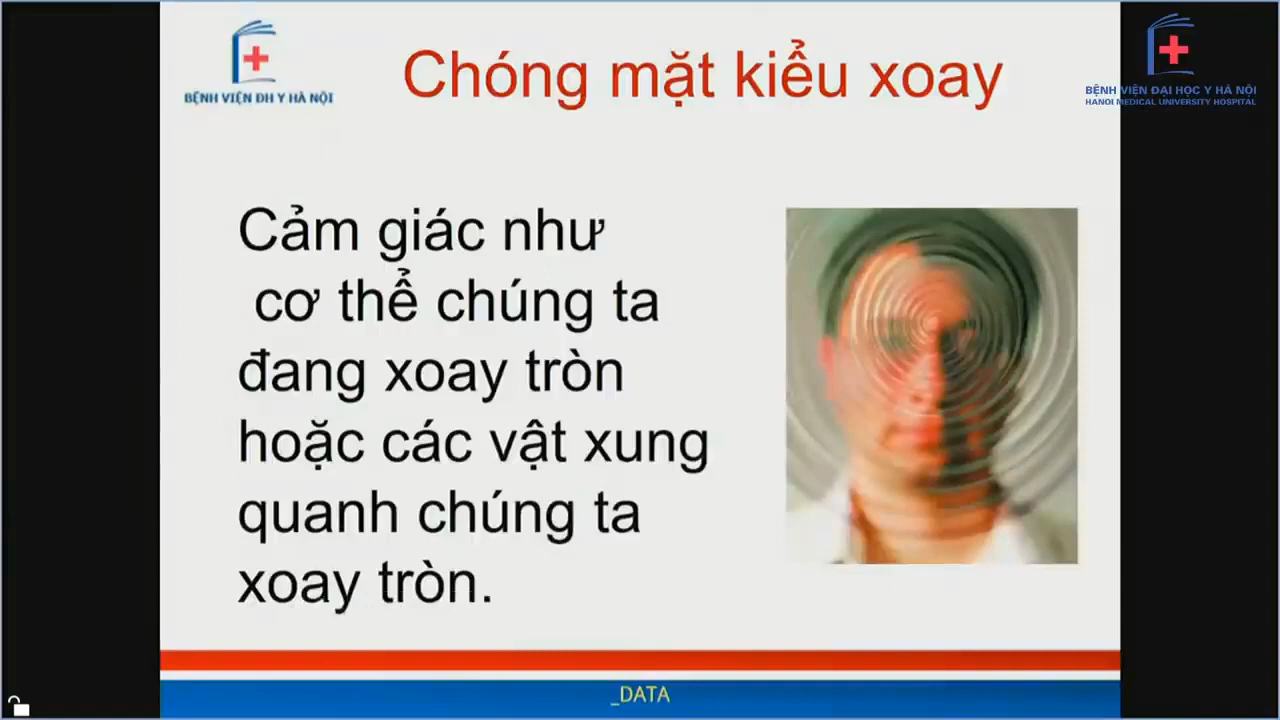 BỆNH VIỆN ĐH Y HÀ NỘI
Chóng mặt kiểu xoay
BỆNH VIỆN ĐẠI HỌC Y HÀ NỘI
HANOI MEDICAL UNIVERSITY HOSPITAL
Cảm giác như
cơ thể chúng ta
đang xoay tròn
hoặc các vật xung
quanh chúng ta
xoay tròn.
_DATA